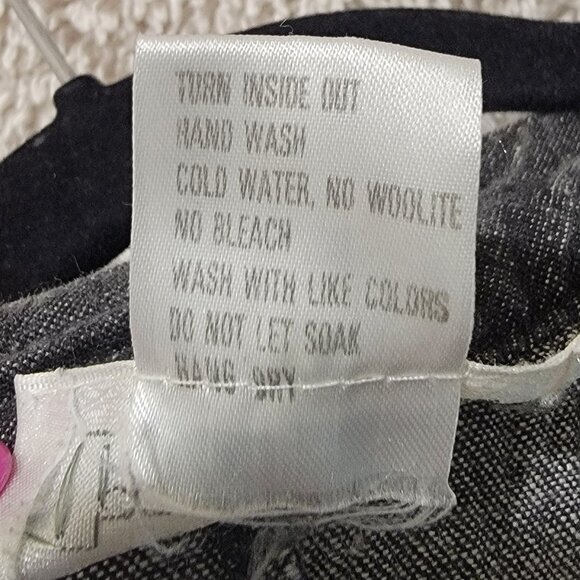 TURN INSIDE OUT
HAND WASH
COLD WATER, NO WOOLITE
NO BLEACH
WASH WITH LIKE COLORS
DO NOT LET SOAK
HANG DRY